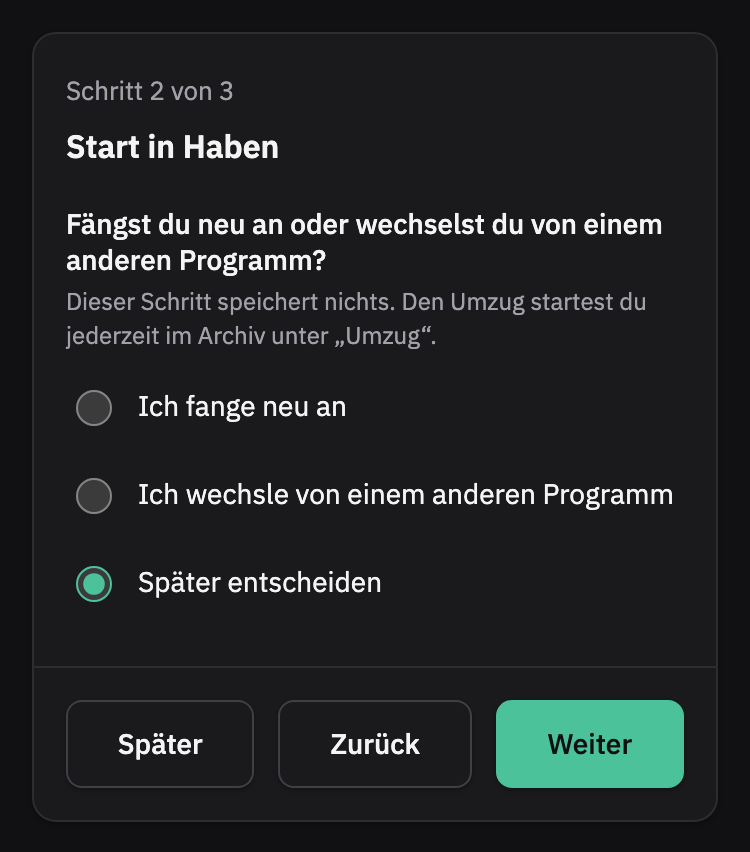 Schritt 2 von 3
Start in Haben
Fängst du neu an oder wechselst du von einem
anderen Programm?
Dieser Schritt speichert nichts. Den Umzug startest du
jederzeit im Archiv unter „Umzug“.
Ich fange neu an
Ich wechsle von einem anderen Programm
Später entscheiden
Später
Zurück
Weiter